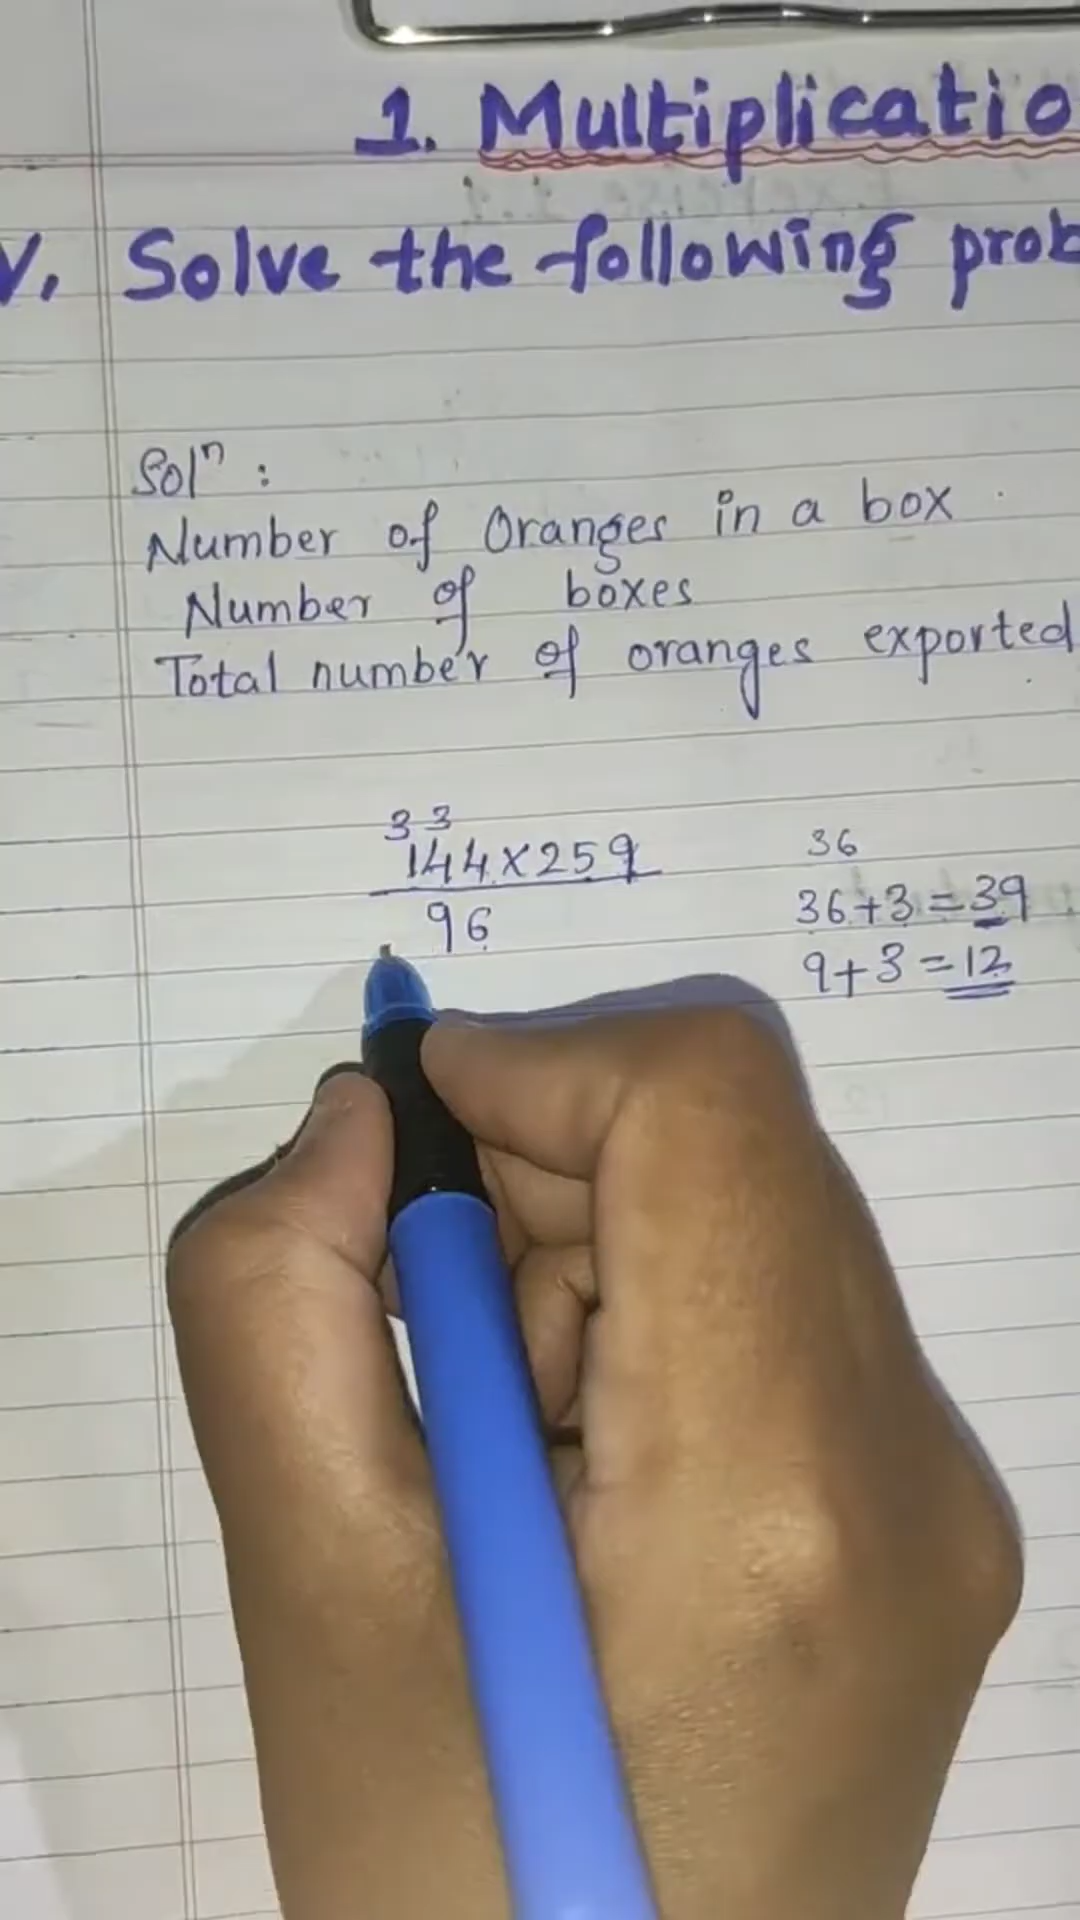 1. Multiplicatio
V. Solve the following prob
Solⁿ :
Number of Oranges in a box
Number of boxes
Total number of oranges exported
3 3
144×259
96
36
36+3=39
9+3=12